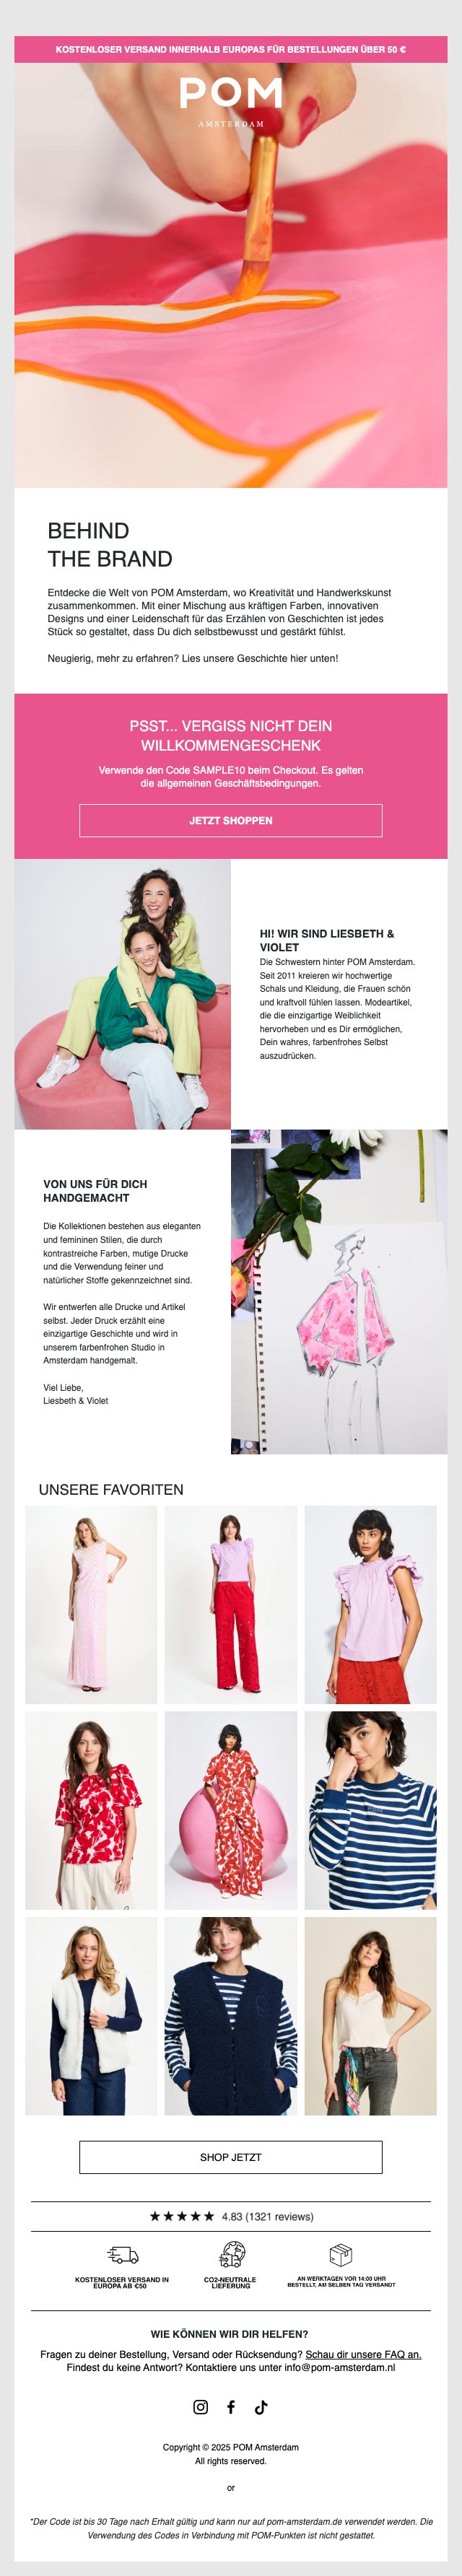 KOSTENLOSER VERSAND INNERHALB EUROPAS FÜR BESTELLUNGEN ÜBER 50 €
POM
AMSTERDAM
BEHIND
THE BRAND
Entdecke die Welt von POM Amsterdam, wo Kreativität und Handwerkskunst
zusammenkommen. Mit einer Mischung aus kräftigen Farben, innovativen
Designs und einer Leidenschaft für das Erzählen von Geschichten ist jedes
Stück so gestaltet, dass Du dich selbstbewusst und gestärkt fühlst.
Neugierig, mehr zu erfahren? Lies unsere Geschichte hier unten!
PSST... VERGISS NICHT DEIN
WILLKOMMENGESCHENK
Verwende den Code SAMPLE10 beim Checkout. Es gelten
die allgemeinen Geschäftsbedingungen.
JETZT SHOPPEN
HI! WIR SIND LIESBETH &
VIOLET
Die Schwestern hinter POM Amsterdam.
Seit 2011 kreieren wir hochwertige
Schals und Kleidung, die Frauen schön
und kraftvoll fühlen lassen. Modeartikel,
die die einzigartige Weiblichkeit
hervorheben und es Dir ermöglichen,
Dein wahres, farbenfrohes Selbst
auszudrücken.
VON UNS FÜR DICH
HANDGEMACHT
Die Kollektionen bestehen aus eleganten
und femininen Stilen, die durch
kontrastreiche Farben, mutige Drucke
und die Verwendung feiner und
natürlicher Stoffe gekennzeichnet sind.
Wir entwerfen alle Drucke und Artikel
selbst. Jeder Druck erzählt eine
einzigartige Geschichte und wird in
unserem farbenfrohen Studio in
Amsterdam handgemalt.
Viel Liebe,
Liesbeth & Violet
UNSERE FAVORITEN
SHOP JETZT
★★★★★ 4.83 (1321 reviews)
KOSTENLOSER VERSAND IN
EUROPA AB €50
CO2-NEUTRALE
LIEFERUNG
AN WERKTAGEN VOR 14:00 UHR
BESTELLT, AM SELBEN TAG VERSANDT
WIE KÖNNEN WIR DIR HELFEN?
Fragen zu deiner Bestellung, Versand oder Rücksendung? Schau dir unsere FAQ an.
Findest du keine Antwort? Kontaktiere uns unter info@pom-amsterdam.nl
Copyright © 2025 POM Amsterdam
All rights reserved.
or
*Der Code ist bis 30 Tage nach Erhalt gültig und kann nur auf pom-amsterdam.de verwendet werden. Die
Verwendung des Codes in Verbindung mit POM-Punkten ist nicht gestattet.